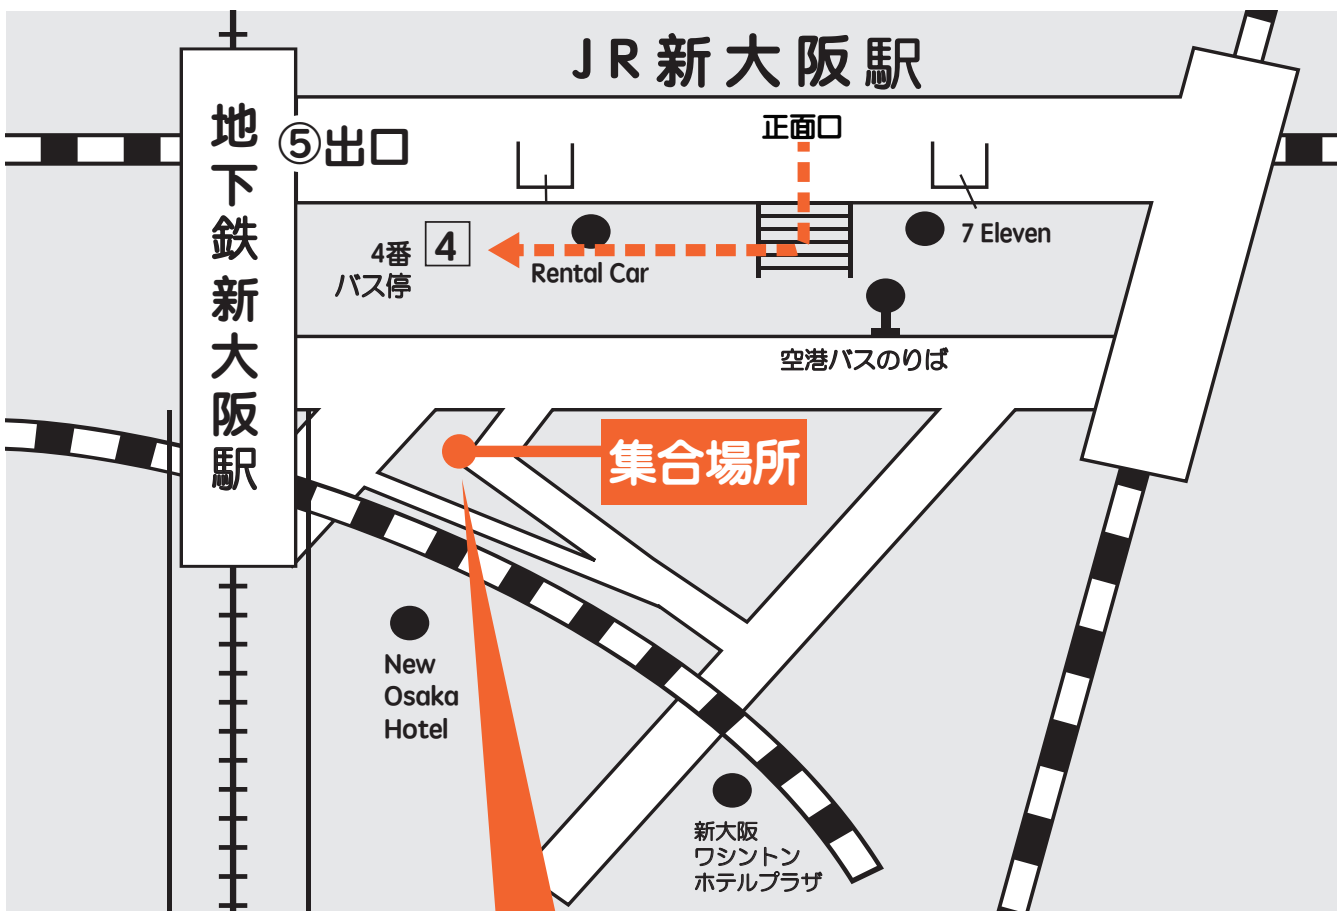 JR新大阪駅
地下鉄新大阪駅
⑤出口
正面口
4番
バス停
4
Rental Car
7 Eleven
空港バスのりば
集合場所
New
Osaka
Hotel
新大阪
ワシントン
ホテルプラザ